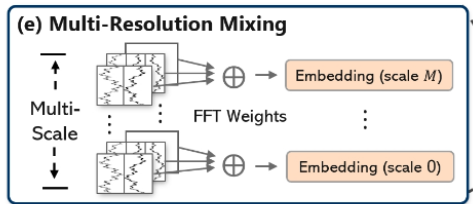 (e) Multi-Resolution Mixing
Embedding (scale M)
Multi-
Scale
FFT Weights
Embedding (scale 0)